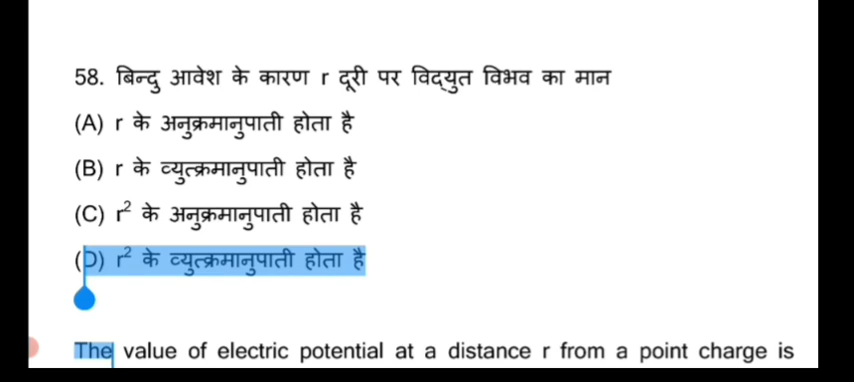 58. बिन्दु आवेश के कारण r दूरी पर विद्युत विभव का मान
(A) r के अनुक्रमानुपाती होता है
(B) r के व्युत्क्रमानुपाती होता है
(C) r² के अनुक्रमानुपाती होता है
(D) r² के व्युत्क्रमानुपाती होता है
The value of electric potential at a distance r from a point charge is